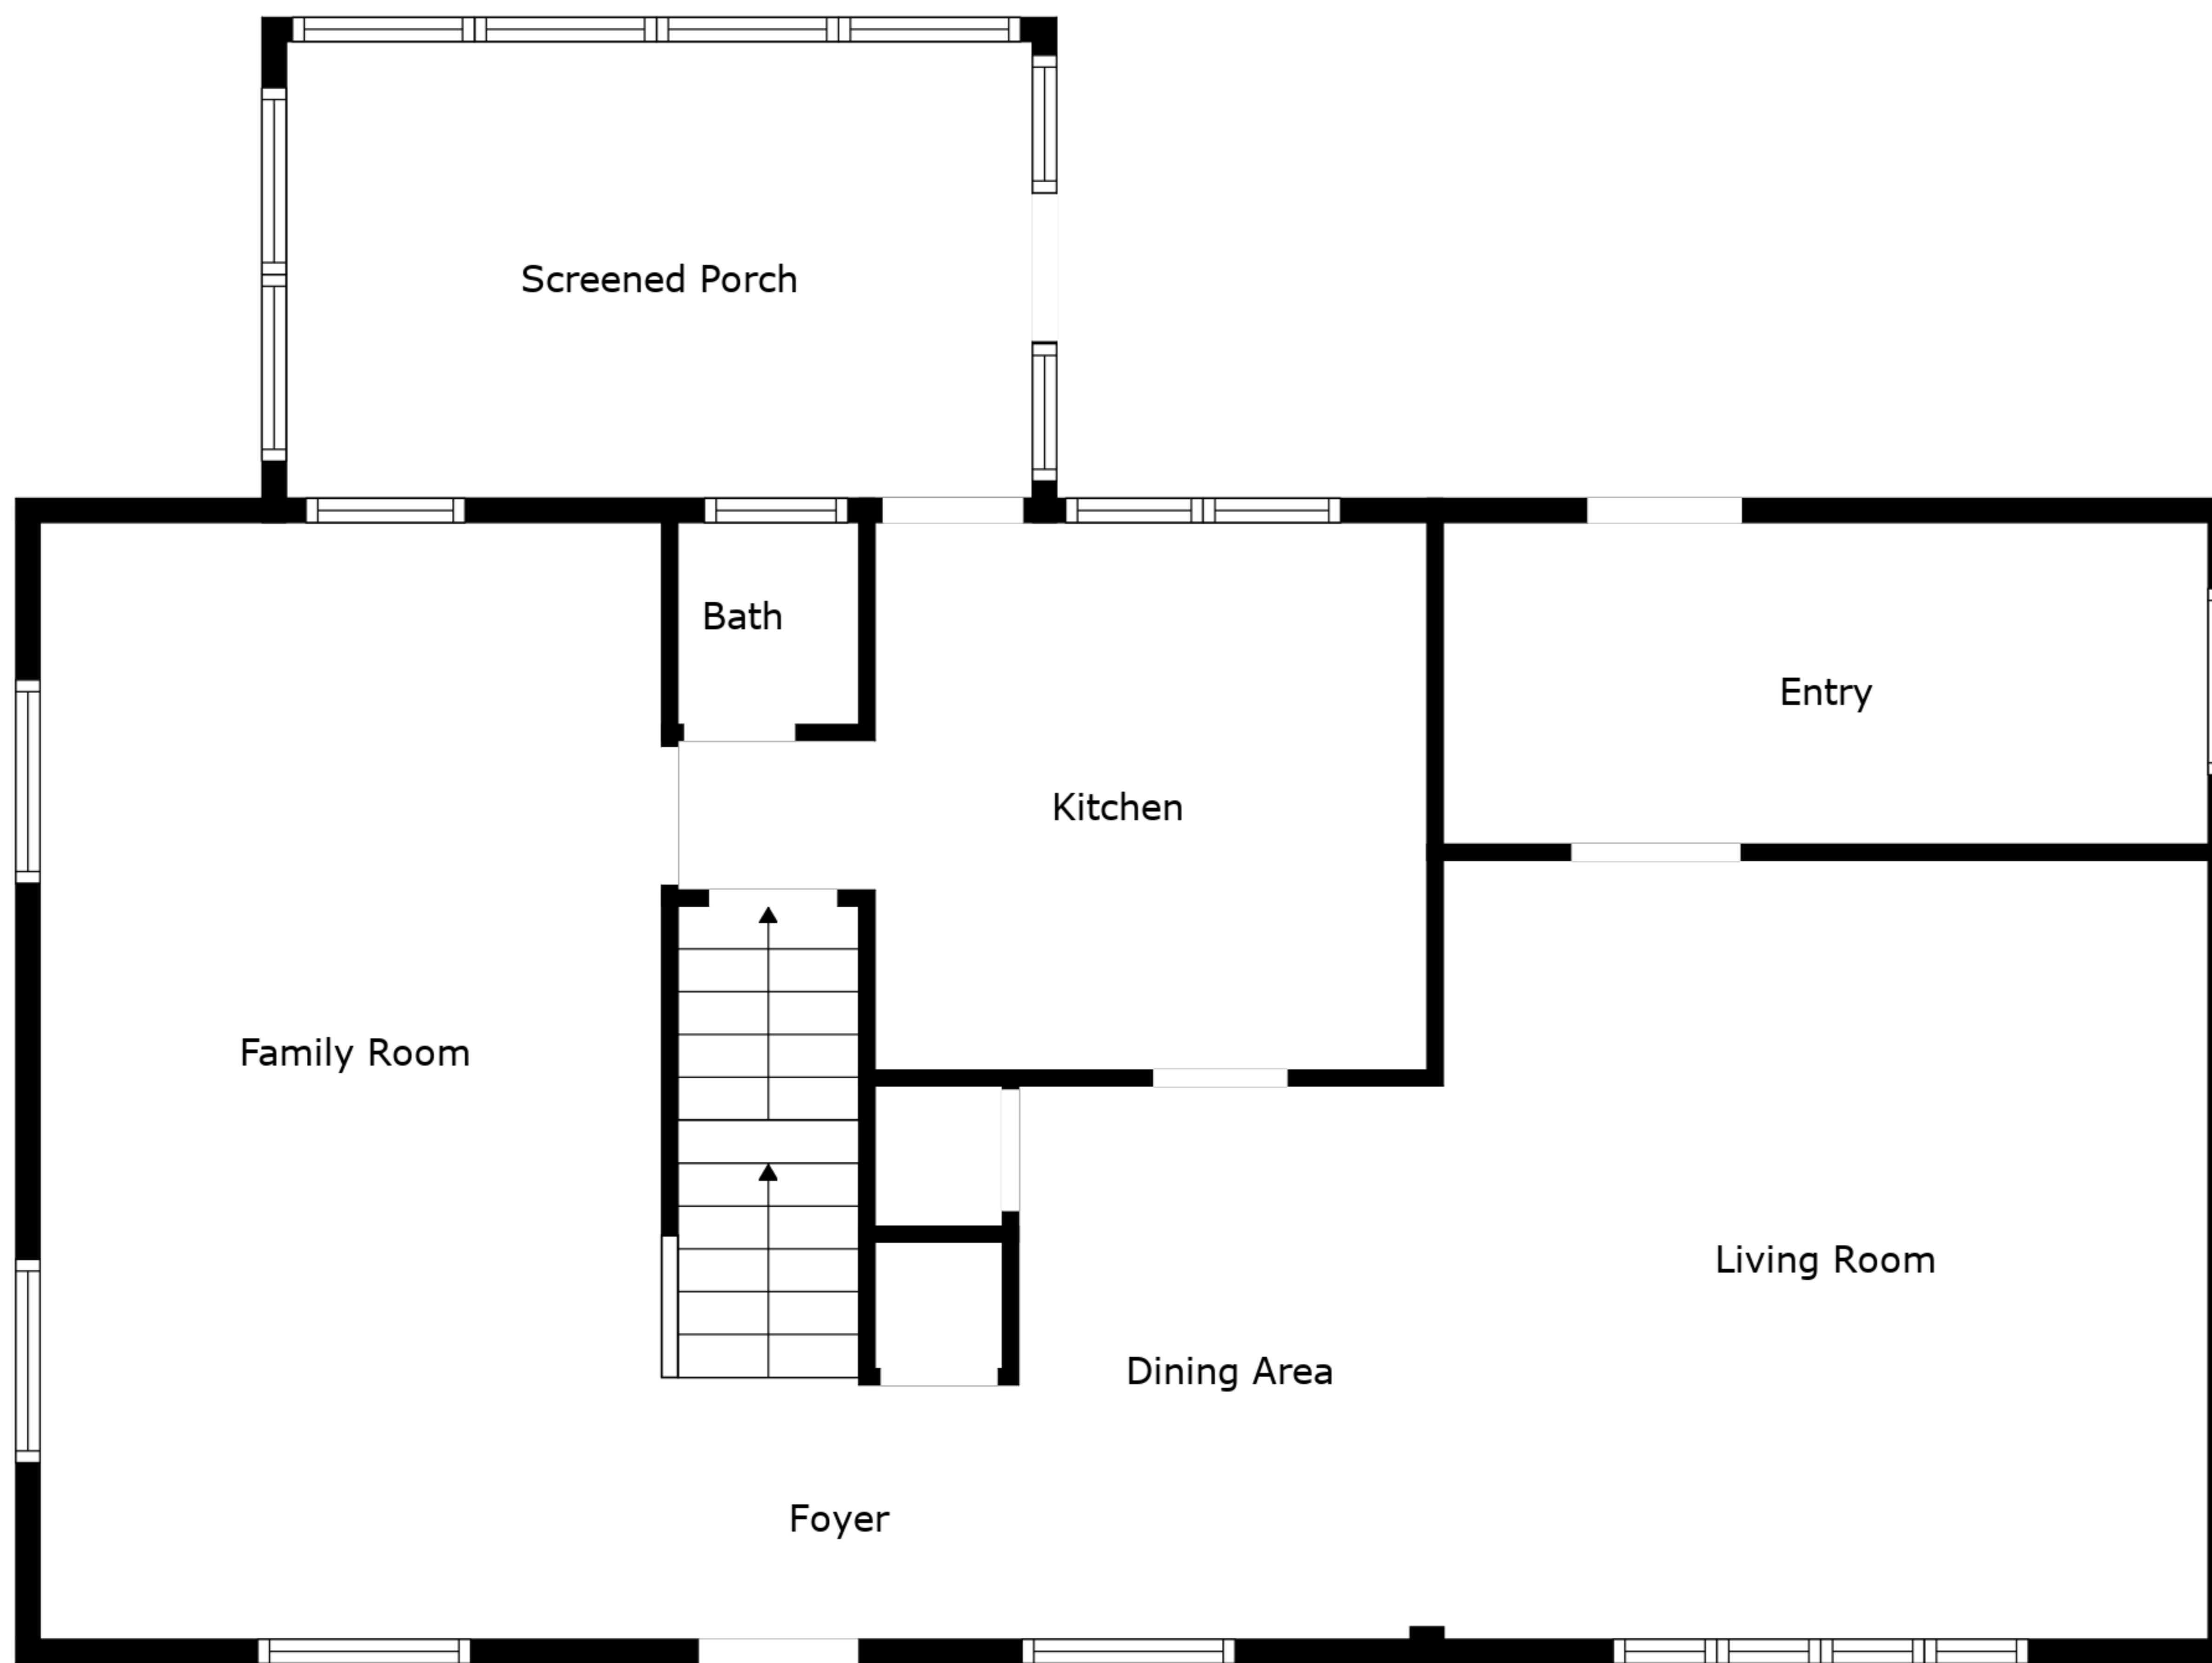 Screened Porch
Bath
Entry
Kitchen
Family Room
Living Room
Dining Area
Foyer